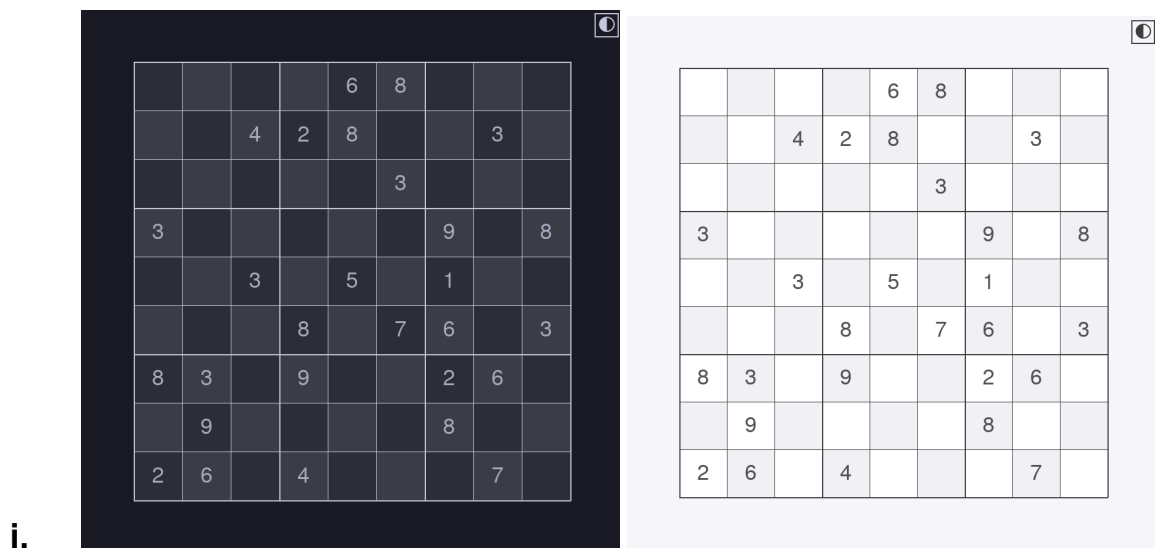 6 8 6 8
4 2 8 3 4 2 8 3
3 3
3 9 8 3 9 8
3 5 1 3 5 1
8 7 6 3 8 7 6 3
8 3 9 2 6 8 3 9 2 6
9 8 9 8
2 6 4 7 2 6 4 7
i.